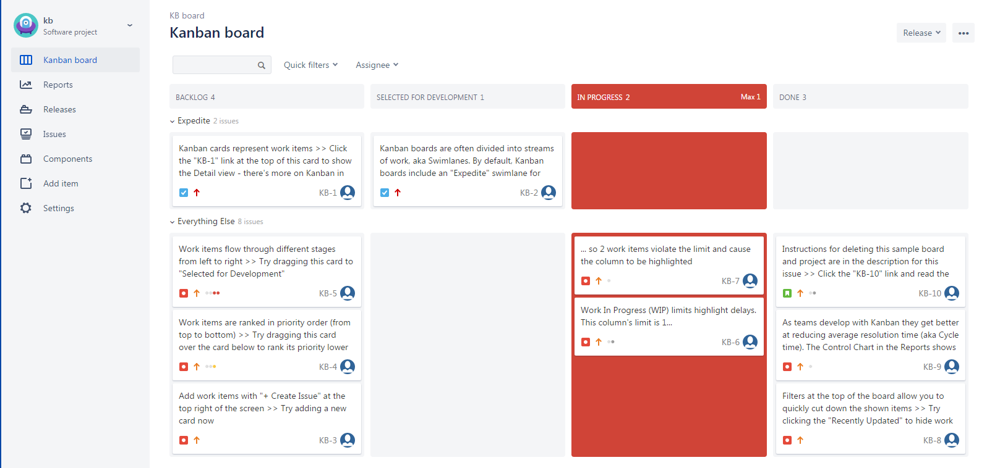 kb
Software project
Kanban board
Reports
Releases
Issues
Components
Add item
Settings
KB board
Kanban board
Release
Quick filters
Assignee
BACKLOG 4
SELECTED FOR DEVELOPMENT 1
IN PROGRESS 2
Max 1
DONE 3
Expedite 2 issues
Kanban cards represent work items >> Click
the "KB-1" link at the top of this card to show
the Detail view - there's more on Kanban in
KB-1
Kanban boards are often divided into streams
of work, aka Swimlanes. By default, Kanban
boards include an "Expedite" swimlane for
KB-2
Everything Else 8 issues
Work items flow through different stages
from left to right >> Try dragging this card to
"Selected for Development"
KB-5
Work items are ranked in priority order (from
top to bottom) >> Try dragging this card
over the card below to rank its priority lower
KB-4
Add work items with "+ Create Issue" at the
top right of the screen >> Try adding a new
card now
KB-3
... so 2 work items violate the limit and cause
the column to be highlighted
KB-7
Work In Progress (WIP) limits highlight delays.
This column's limit is 1...
KB-6
Instructions for deleting this sample board
and project are in the description for this
issue >> Click the "KB-10" link and read the
KB-10
As teams develop with Kanban they get better
at reducing average resolution time (aka Cycle
time). The Control Chart in the Reports shows
KB-9
Filters at the top of the board allow you to
quickly cut down the shown items >> Try
clicking the "Recently Updated" to hide work
KB-8